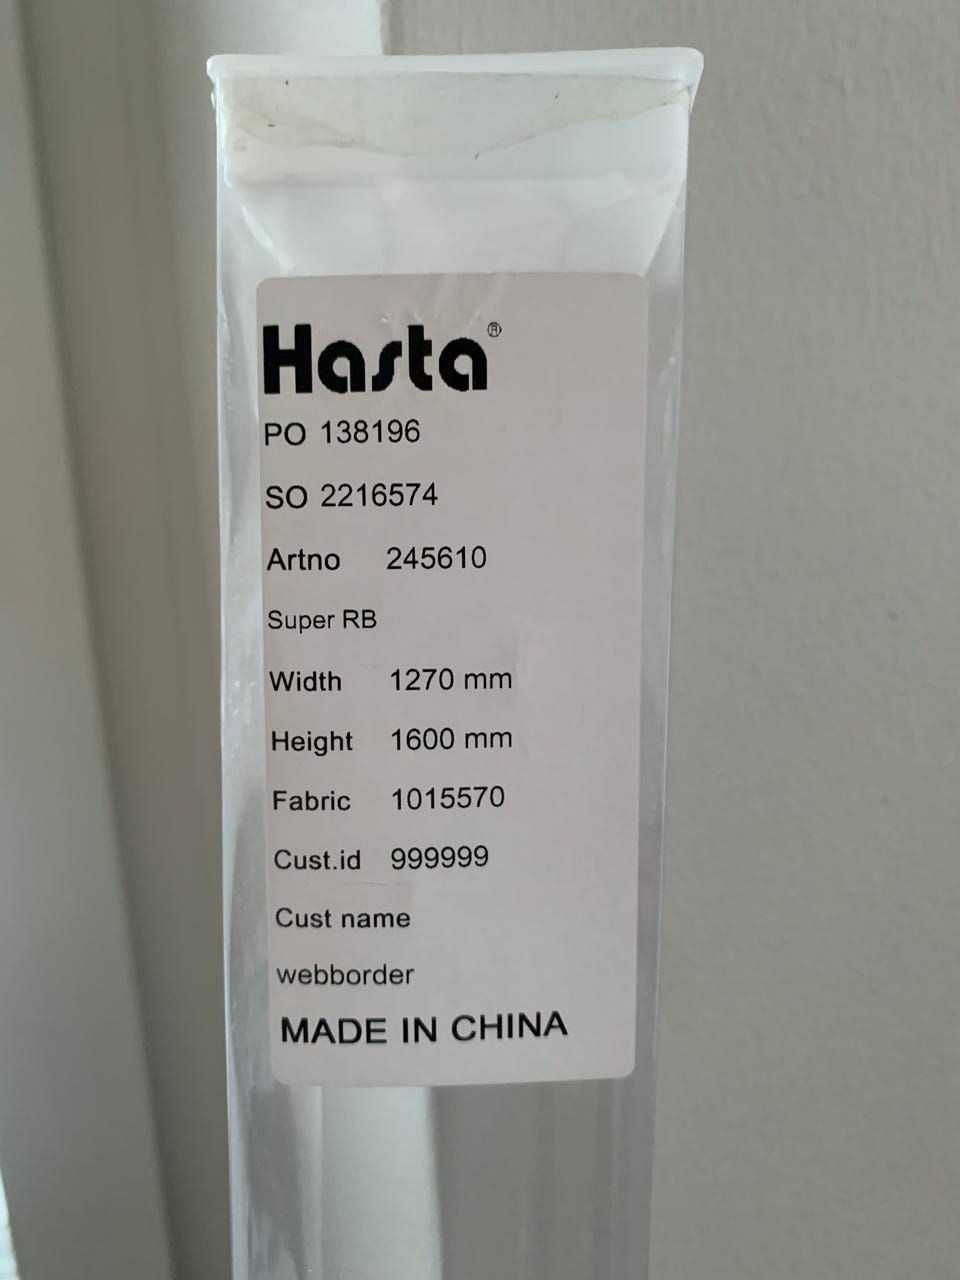 Hasta®
PO 138196
SO 2216574
Artno 245610
Super RB
Width 1270 mm
Height 1600 mm
Fabric 1015570
Cust.id 999999
Cust name
webborder
MADE IN CHINA